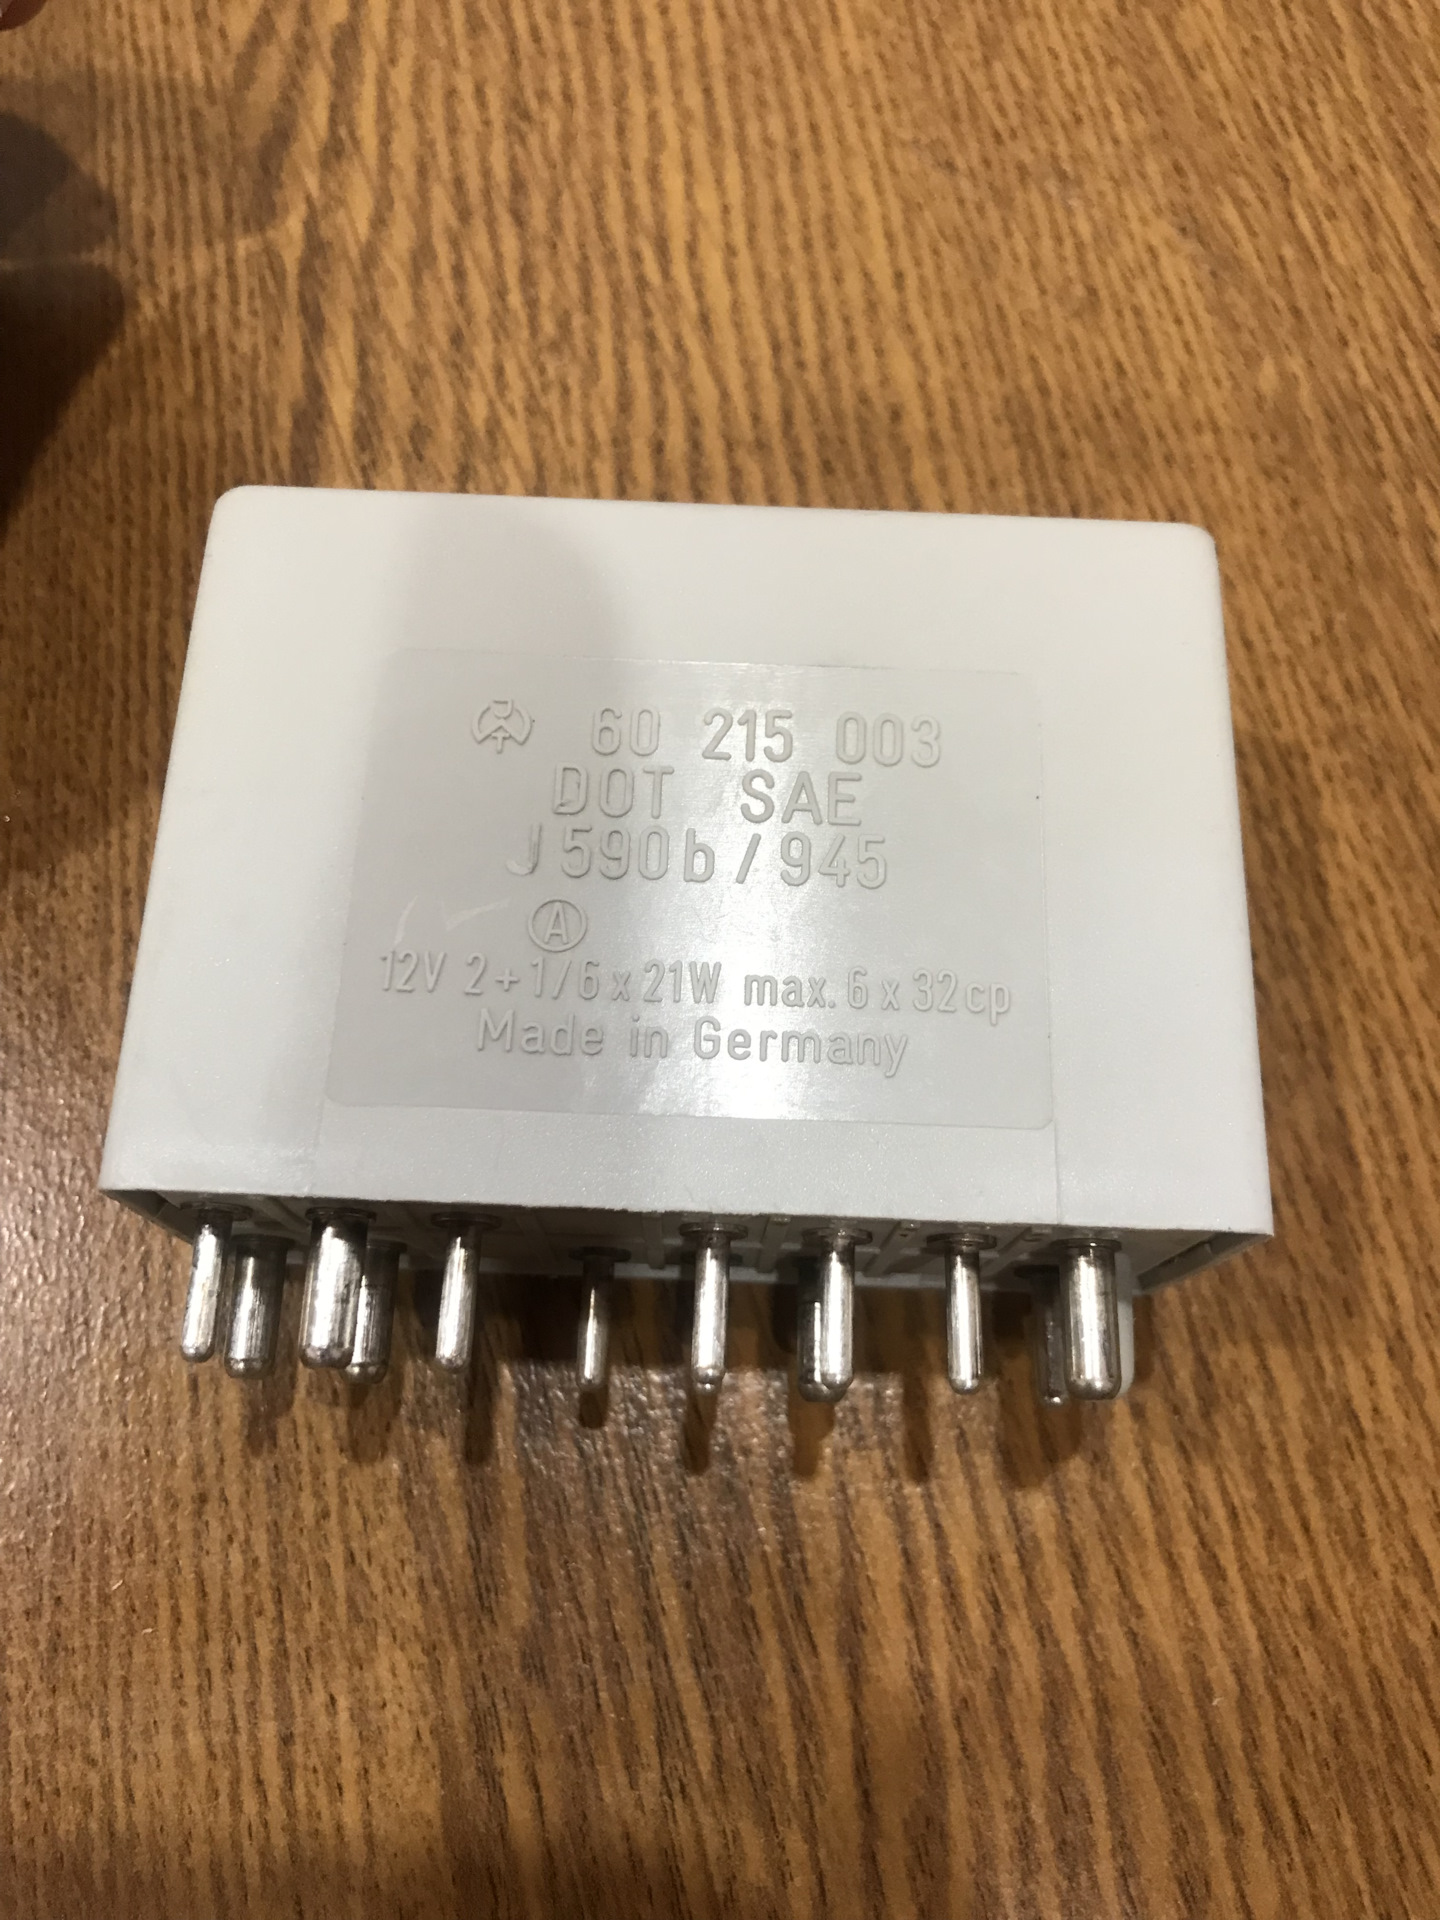 60 215 003
DOT SAE
J 590b / 945
A
12V 2 + 1/6 x 21W max. 6 x 32cp
Made in Germany